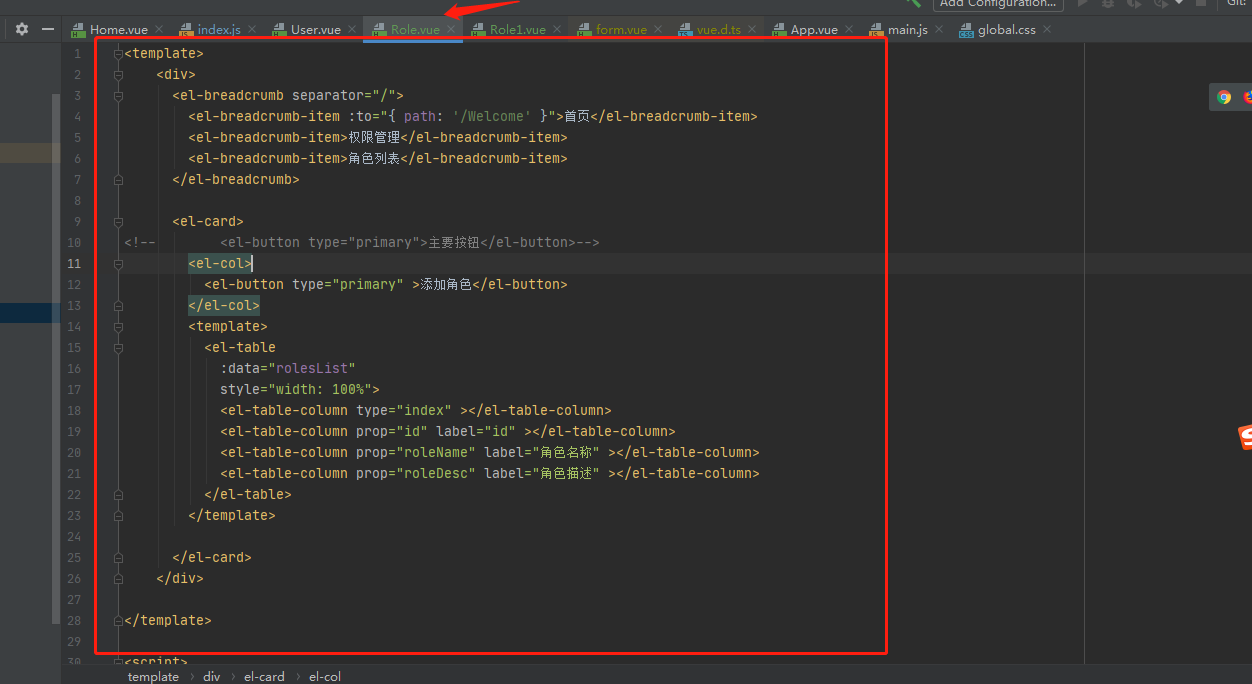 Add Configuration...
Git:
Home.vue index.js User.vue Role.vue Role1.vue form.vue vue.d.ts App.vue main.js global.css
1 <template>
2 <div>
3 <el-breadcrumb separator="/">
4 <el-breadcrumb-item :to="{ path: '/Welcome' }">首页</el-breadcrumb-item>
5 <el-breadcrumb-item>权限管理</el-breadcrumb-item>
6 <el-breadcrumb-item>角色列表</el-breadcrumb-item>
7 </el-breadcrumb>
8
9 <el-card>
10 <!-- <el-button type="primary">主要按钮</el-button>-->
11 <el-col>
12 <el-button type="primary" >添加角色</el-button>
13 </el-col>
14 <template>
15 <el-table
16 :data="rolesList"
17 style="width: 100%">
18 <el-table-column type="index" ></el-table-column>
19 <el-table-column prop="id" label="id" ></el-table-column>
20 <el-table-column prop="roleName" label="角色名称" ></el-table-column>
21 <el-table-column prop="roleDesc" label="角色描述" ></el-table-column>
22 </el-table>
23 </template>
24
25 </el-card>
26 </div>
27
28 </template>
29
30 <script>
template › div › el-card › el-col